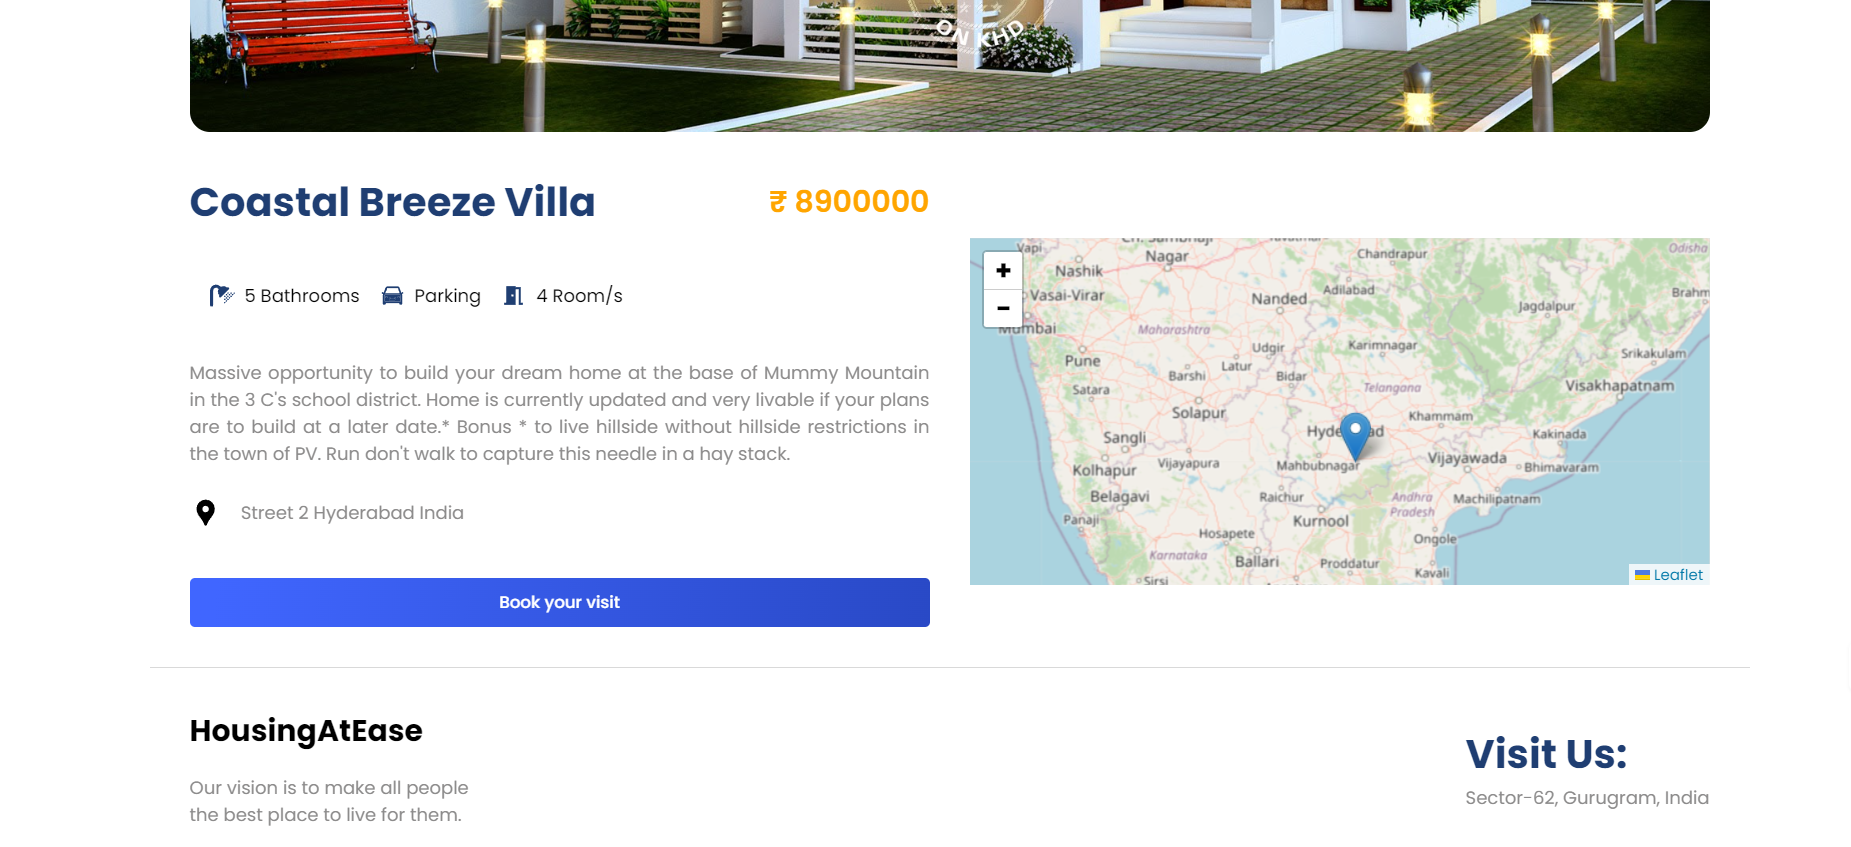 ON KHD
Coastal Breeze Villa
₹ 8900000
5 Bathrooms
Parking
4 Room/s
Massive opportunity to build your dream home at the base of Mummy Mountain
in the 3 C's school district. Home is currently updated and very livable if your plans
are to build at a later date.* Bonus * to live hillside without hillside restrictions in
the town of PV. Run don't walk to capture this needle in a hay stack.
Street 2 Hyderabad India
Book your visit
+
−
Vapi
Nashik
Vasai-Virar
Mumbai
Nagar
Chandrapur
Odisha
Nanded
Adilabad
Jagdalpur
Maharashtra
Pune
Udgir
Karimnagar
Srikakulam
Satara
Barshi
Latur
Bidar
Telangana
Visakhapatnam
Solapur
Khammam
Sangli
Kakinada
Kolhapur
Vijayapura
Mahbubnagar
Vijayawada
Bhimavaram
Belagavi
Raichur
Andhra
Pradesh
Machilipatnam
Panaji
Kurnool
Hosapete
Ongole
Karnataka
Ballari
Proddatur
Kavali
Sirsi
Leaflet
HousingAtEase
Our vision is to make all people
the best place to live for them.
Visit Us:
Sector-62, Gurugram, India